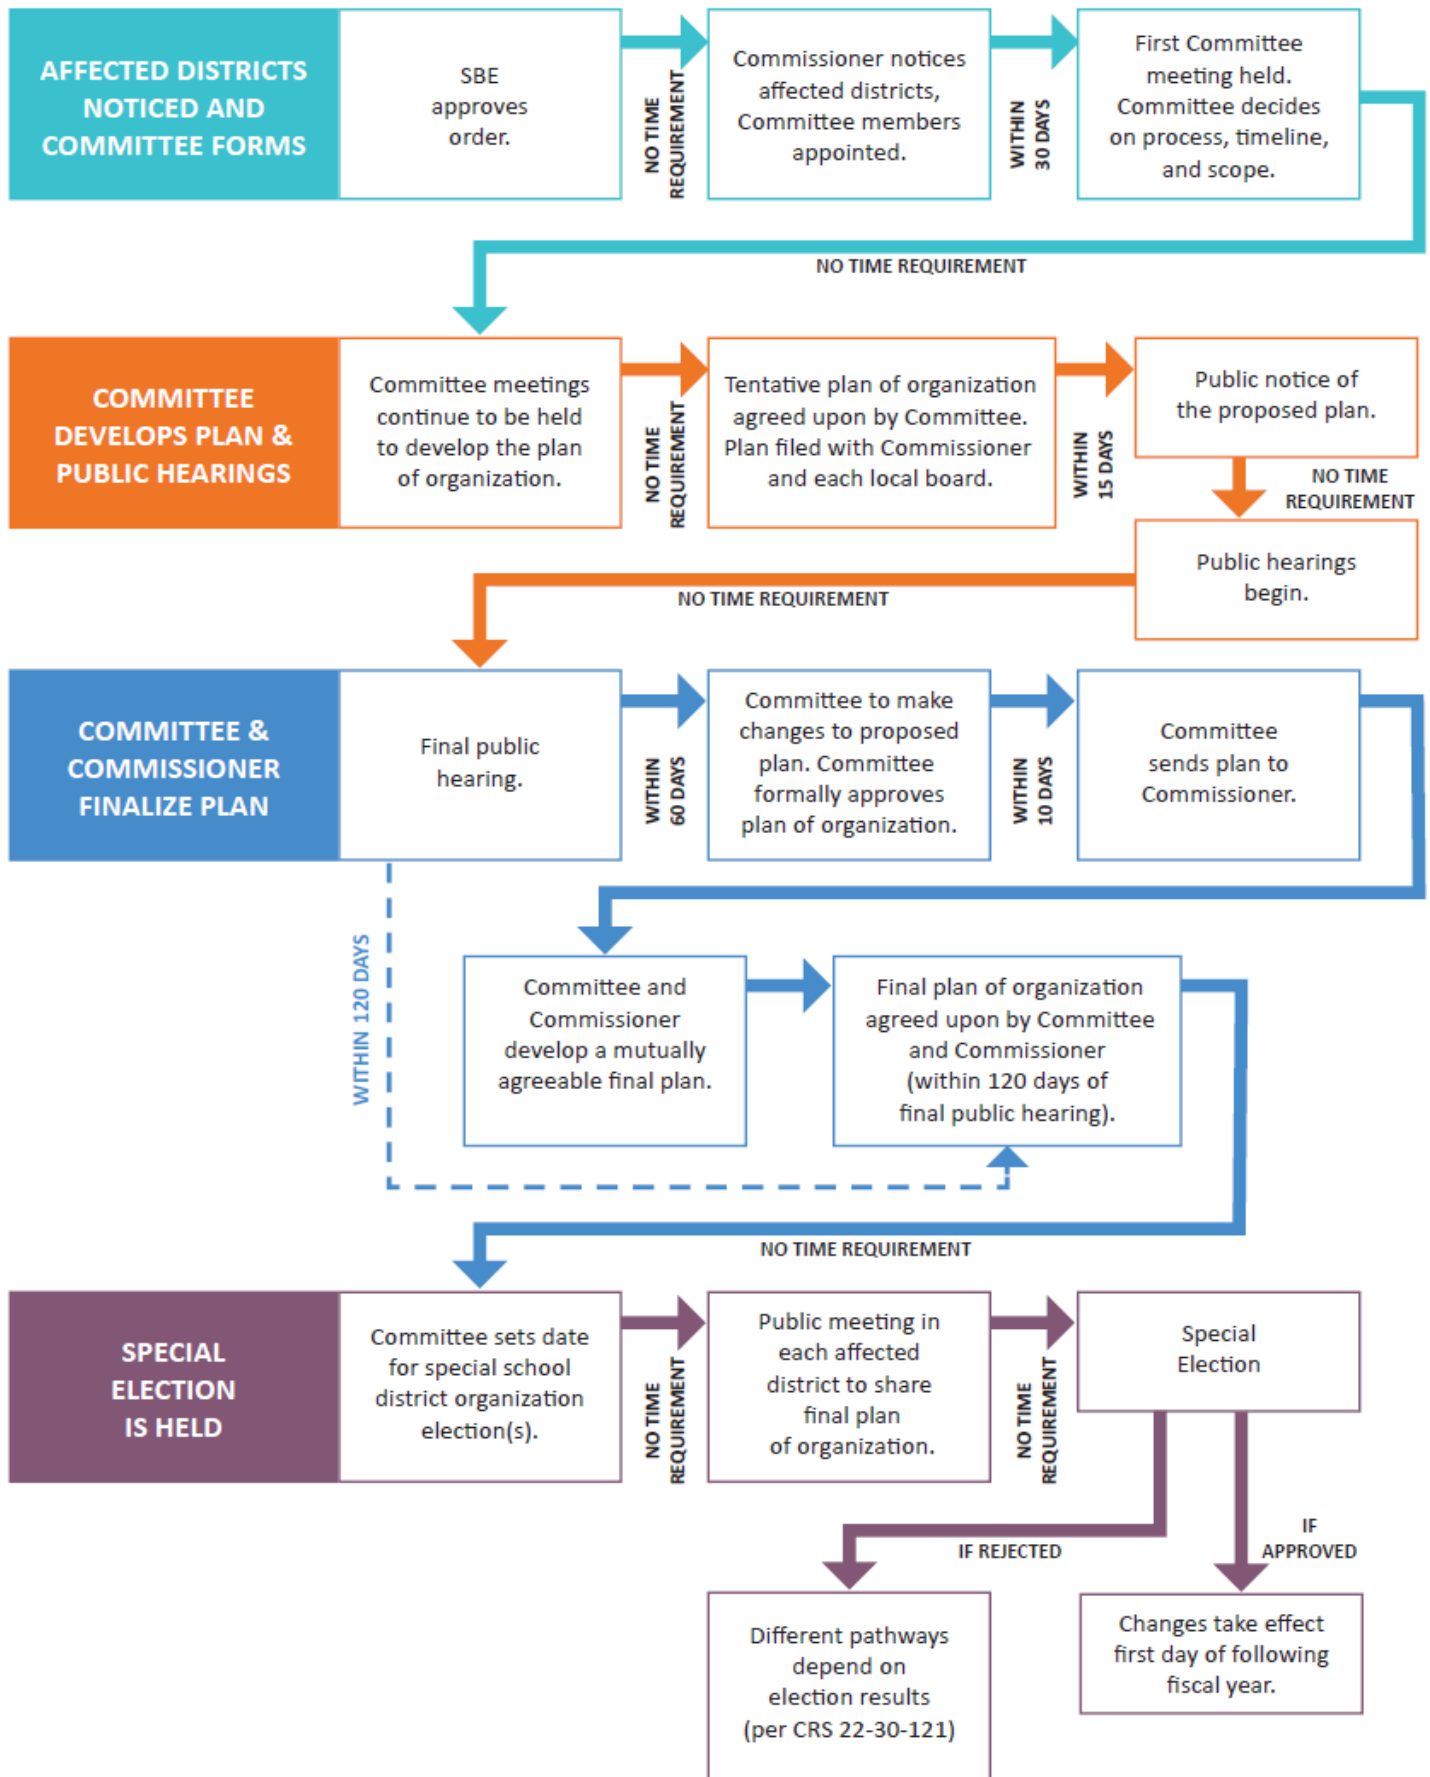 AFFECTED DISTRICTS
NOTICED AND
COMMITTEE FORMS
SBE
approves
order.
NO TIME
REQUIREMENT
Commissioner notices
affected districts,
Committee members
appointed.
WITHIN
30 DAYS
First Committee
meeting held.
Committee decides
on process, timeline,
and scope.
NO TIME REQUIREMENT
COMMITTEE
DEVELOPS PLAN &
PUBLIC HEARINGS
Committee meetings
continue to be held
to develop the plan
of organization.
NO TIME
REQUIREMENT
Tentative plan of organization
agreed upon by Committee.
Plan filed with Commissioner
and each local board.
WITHIN
15 DAYS
Public notice of
the proposed plan.
NO TIME
REQUIREMENT
Public hearings
begin.
NO TIME REQUIREMENT
COMMITTEE &
COMMISSIONER
FINALIZE PLAN
Final public
hearing.
WITHIN
60 DAYS
Committee to make
changes to proposed
plan. Committee
formally approves
plan of organization.
WITHIN
10 DAYS
Committee
sends plan to
Commissioner.
WITHIN 120 DAYS
Committee and
Commissioner
develop a mutually
agreeable final plan.
Final plan of organization
agreed upon by Committee
and Commissioner
(within 120 days of
final public hearing).
NO TIME REQUIREMENT
SPECIAL
ELECTION
IS HELD
Committee sets date
for special school
district organization
election(s).
NO TIME
REQUIREMENT
Public meeting in
each affected
district to share
final plan
of organization.
NO TIME
REQUIREMENT
Special
Election
IF REJECTED
IF
APPROVED
Different pathways
depend on
election results
(per CRS 22-30-121)
Changes take effect
first day of following
fiscal year.